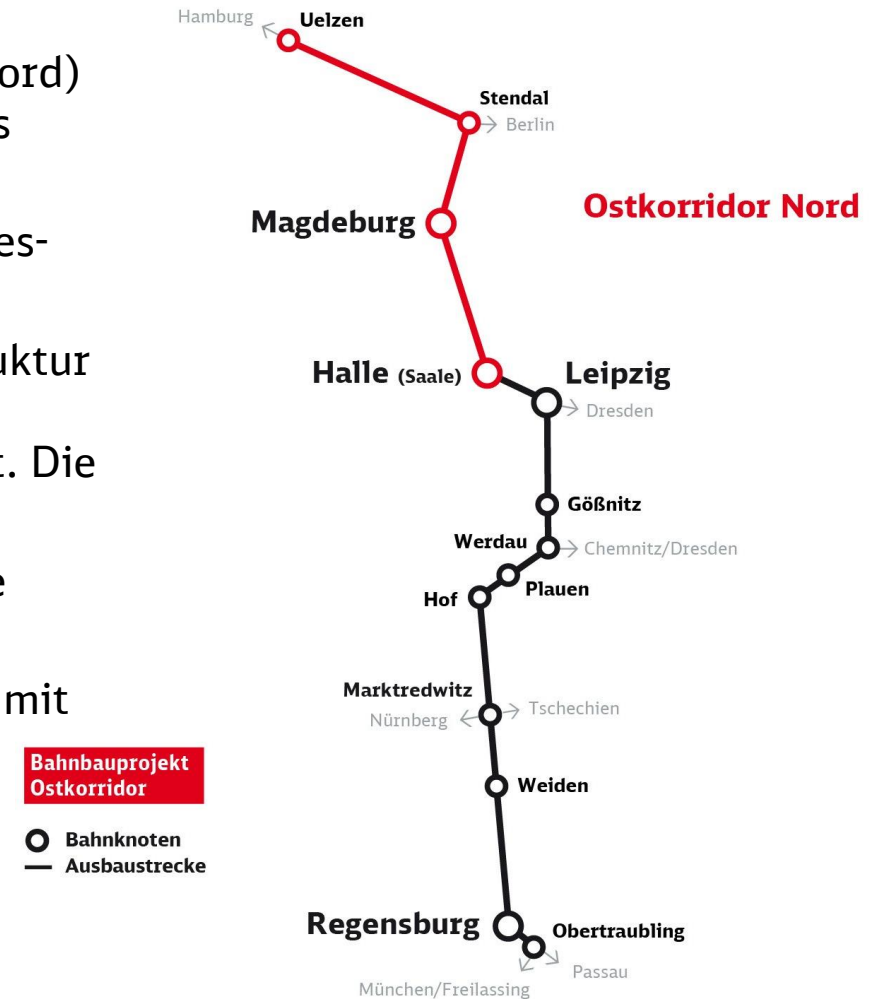 ord)
s
es-
uktur
t. Die
e
mit
Hamburg
Uelzen
Stendal
Berlin
Magdeburg
Ostkorridor Nord
Halle (Saale)
Leipzig
Dresden
Gößnitz
Werdau
Chemnitz/Dresden
Plauen
Hof
Marktredwitz
Nürnberg
Tschechien
Weiden
Bahnbauprojekt
Ostkorridor
Bahnknoten
Ausbaustrecke
Regensburg
Obertraubling
Passau
München/Freilassing